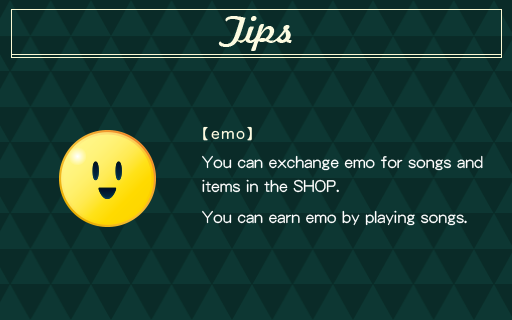 Tips
【emo】
You can exchange emo for songs and
items in the SHOP.
You can earn emo by playing songs.